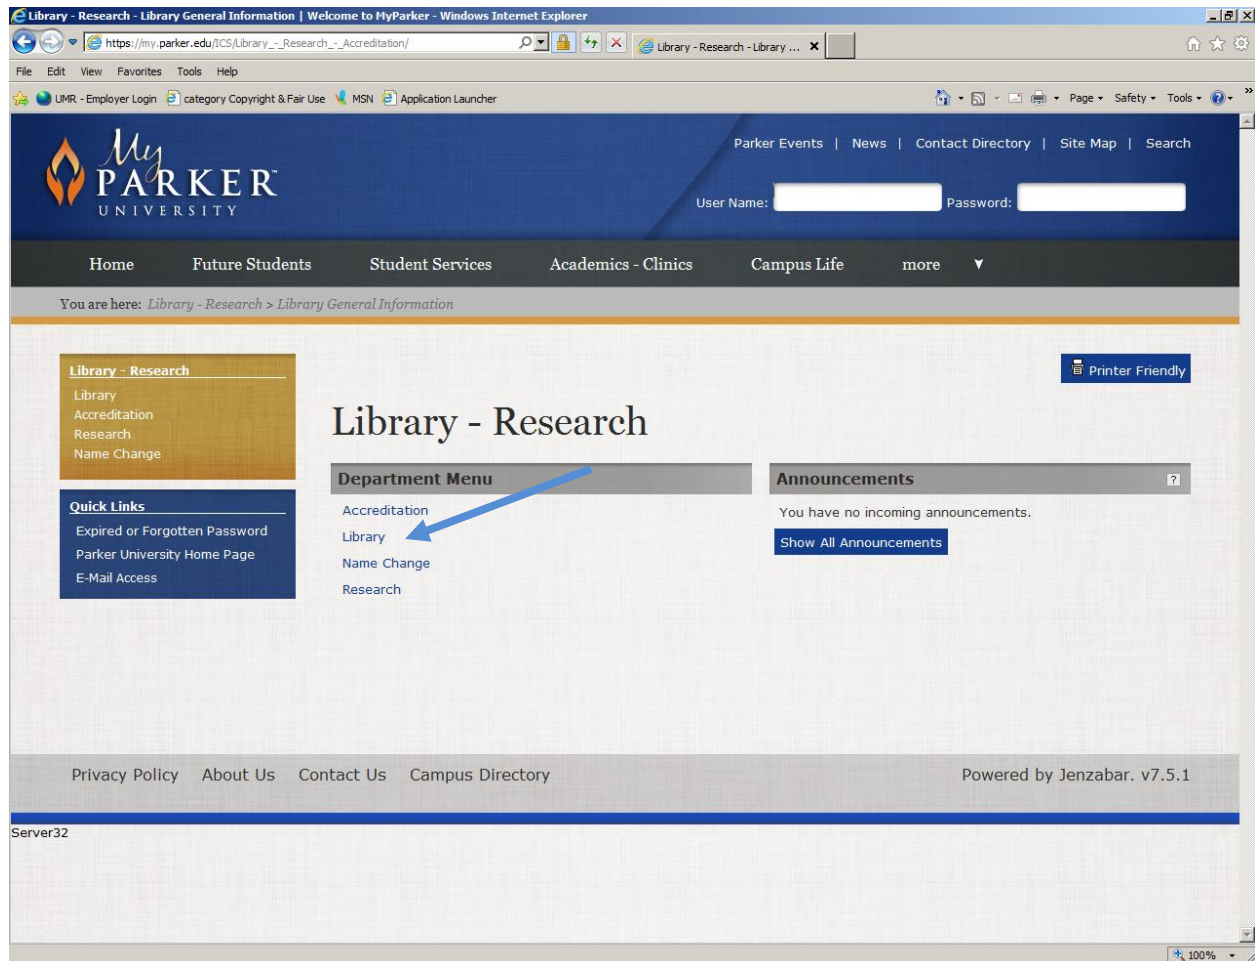 Library - Research - Library General Information | Welcome to MyParker - Windows Internet Explorer
https://my.parker.edu/ICS/Library_-_Research_-_Accreditation/
Library - Research - Library ...
File Edit View Favorites Tools Help
UMR - Employer Login category Copyright & Fair Use MSN Application Launcher
Page Safety Tools
My
PARKER
UNIVERSITY
Parker Events | News | Contact Directory | Site Map | Search
User Name: Password:
Home Future Students Student Services Academics - Clinics Campus Life more
You are here: Library - Research > Library General Information
Library - Research
Library
Accreditation
Research
Name Change
Quick Links
Expired or Forgotten Password
Parker University Home Page
E-Mail Access
Printer Friendly
Library - Research
Department Menu
Accreditation
Library
Name Change
Research
Announcements ?
You have no incoming announcements.
Show All Announcements
Privacy Policy About Us Contact Us Campus Directory
Powered by Jenzabar. v7.5.1
Server32
100%